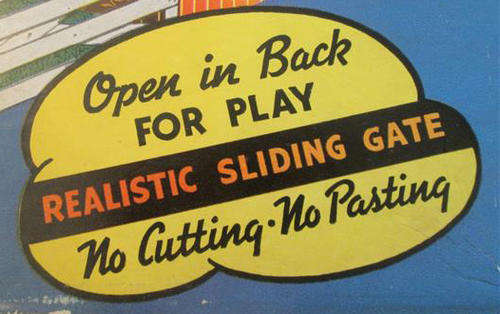 Open in Back
FOR PLAY
REALISTIC SLIDING GATE
No Cutting · No Pasting